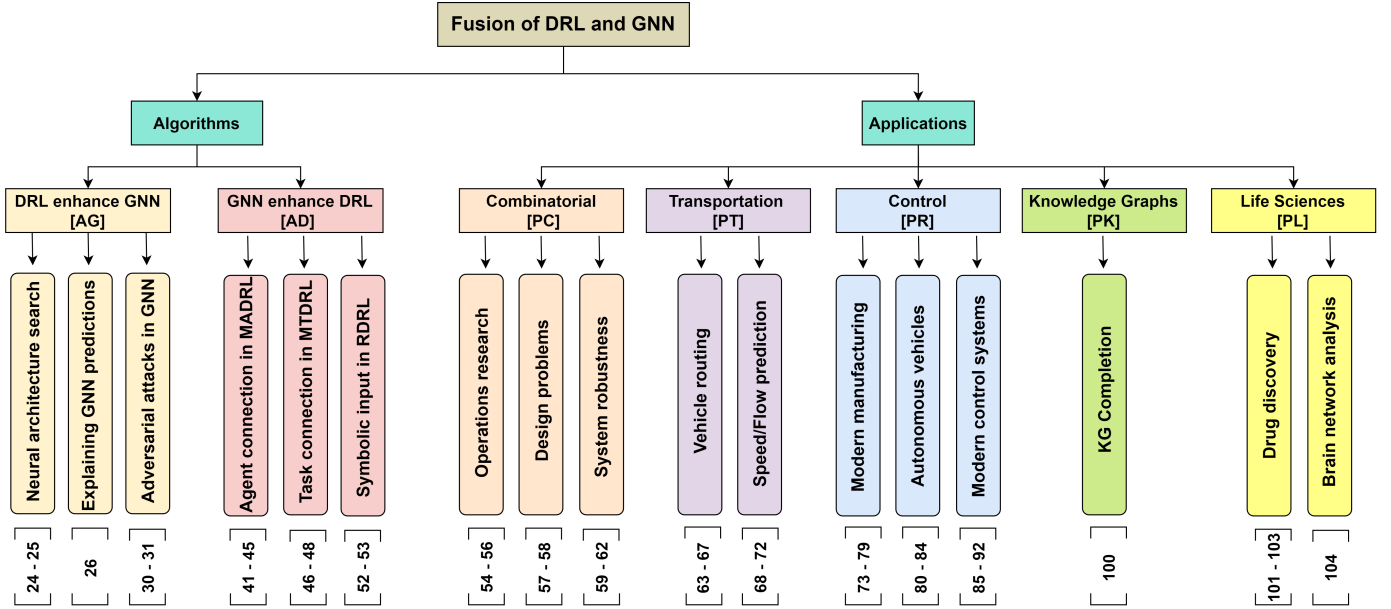 Fusion of DRL and GNN
Algorithms
Applications
DRL enhance GNN
[AG]
GNN enhance DRL
[AD]
Combinatorial
[PC]
Transportation
[PT]
Control
[PR]
Knowledge Graphs
[PK]
Life Sciences
[PL]
Neural architecture search
Explaining GNN predictions
Adversarial attacks in GNN
Agent connection in MADRL
Task connection in MTDRL
Symbolic input in RDRL
Operations research
Design problems
System robustness
Vehicle routing
Speed/Flow prediction
Modern manufacturing
Autonomous vehicles
Modern control systems
KG Completion
Drug discovery
Brain network analysis
24 - 25
26
30 - 31
41 - 45
46 - 48
52 - 53
54 - 56
57 - 58
59 - 62
63 - 67
68 - 72
73 - 79
80 - 84
85 - 92
100
101 - 103
104